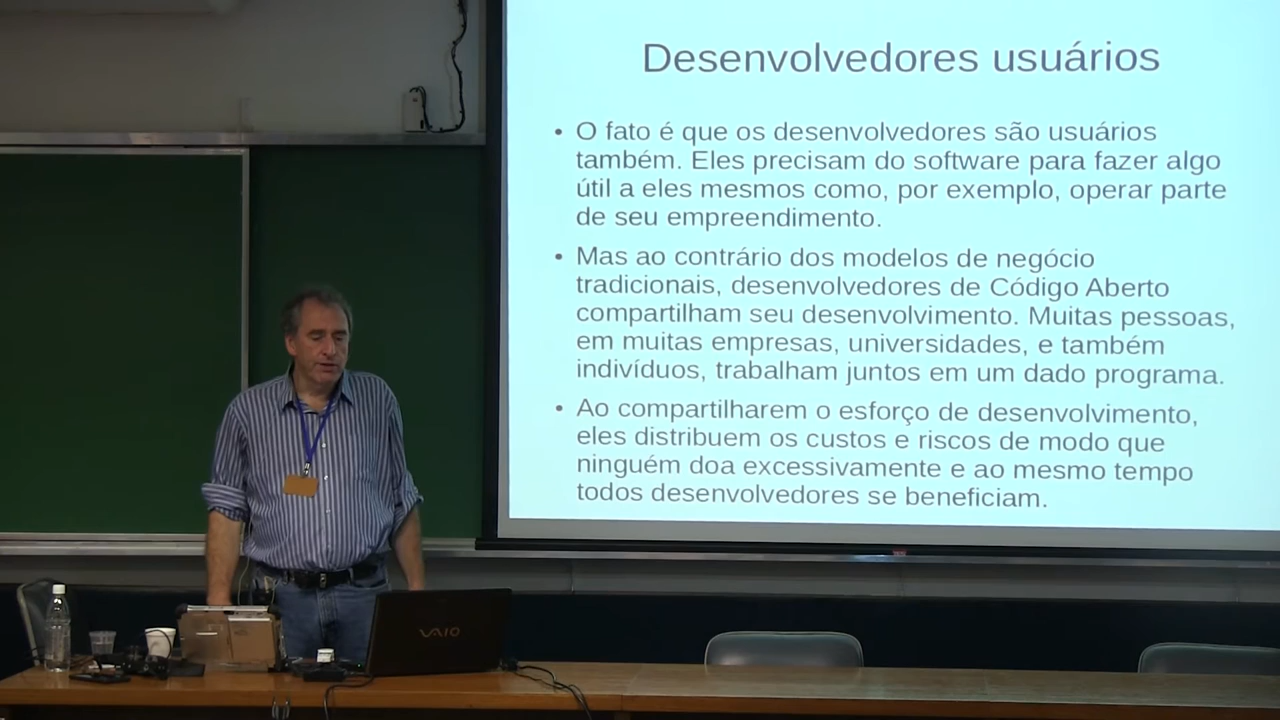 Desenvolvedores usuários
• O fato é que os desenvolvedores são usuários
também. Eles precisam do software para fazer algo
útil a eles mesmos como, por exemplo, operar parte
de seu empreendimento.
• Mas ao contrário dos modelos de negócio
tradicionais, desenvolvedores de Código Aberto
compartilham seu desenvolvimento. Muitas pessoas,
em muitas empresas, universidades, e também
indivíduos, trabalham juntos em um dado programa.
• Ao compartilharem o esforço de desenvolvimento,
eles distribuem os custos e riscos de modo que
ninguém doa excessivamente e ao mesmo tempo
todos desenvolvedores se beneficiam.
VAIO